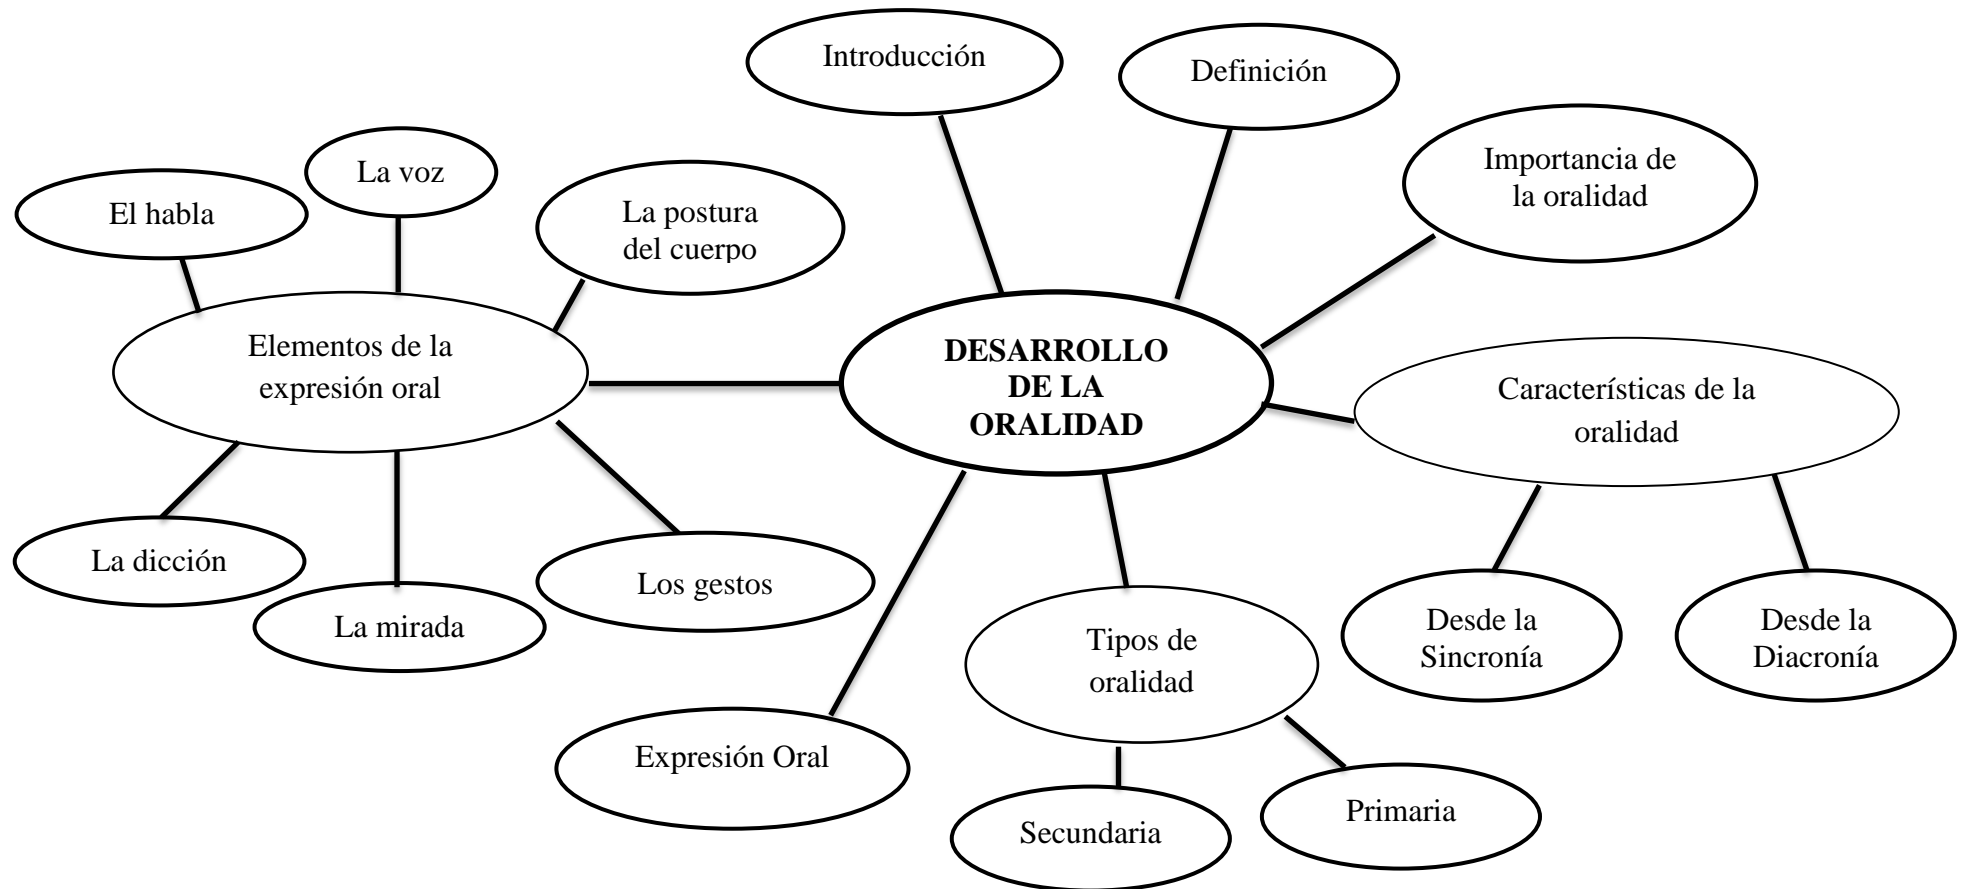 Introducción
Definición
Importancia de
la oralidad
La voz
El habla
La postura
del cuerpo
Elementos de la
expresión oral
DESARROLLO
DE LA
ORALIDAD
Características de la
oralidad
La dicción
La mirada
Los gestos
Tipos de
oralidad
Desde la
Sincronía
Desde la
Diacronía
Expresión Oral
Secundaria
Primaria